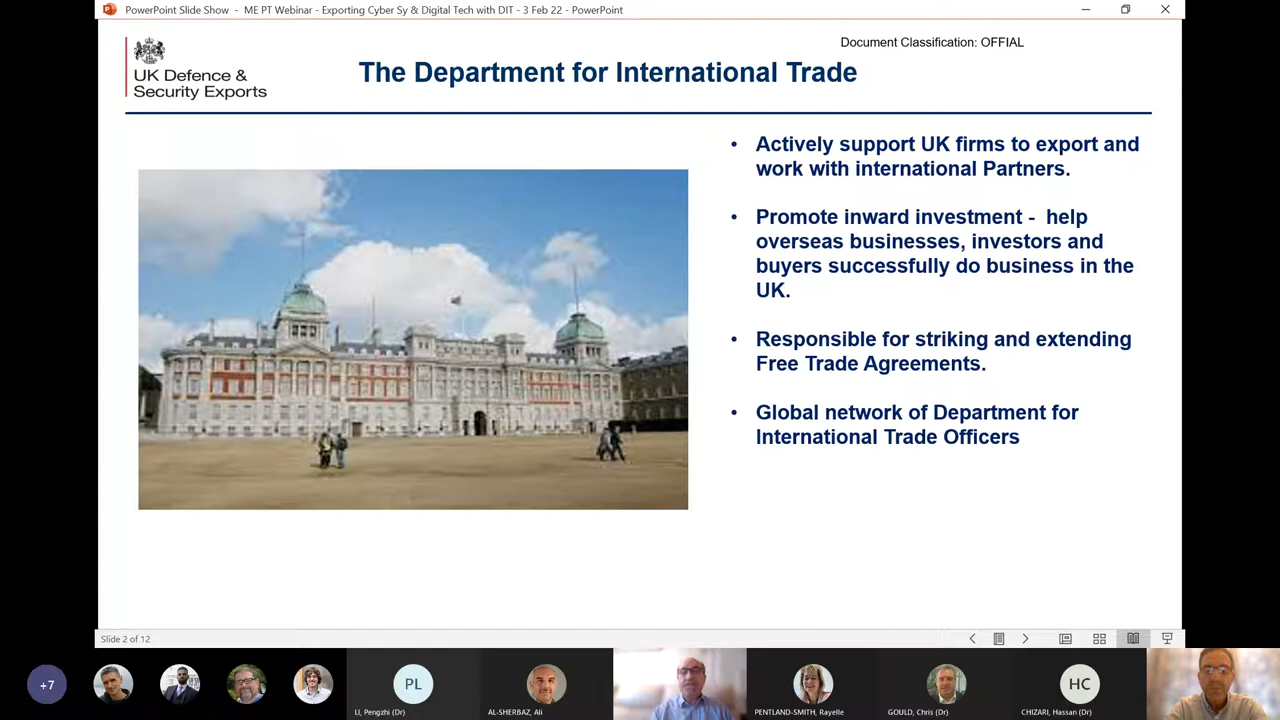 PowerPoint Slide Show - ME PT Webinar - Exporting Cyber Sy & Digital Tech with DIT - 3 Feb 22 - PowerPoint
Document Classification: OFFIAL
UK Defence &
Security Exports
The Department for International Trade
• Actively support UK firms to export and
work with international Partners.
• Promote inward investment - help
overseas businesses, investors and
buyers successfully do business in the
UK.
• Responsible for striking and extending
Free Trade Agreements.
• Global network of Department for
International Trade Officers
Slide 2 of 12
+7
PL
HC
LI, Pengzhi (Dr)
AL-SHERBAZ, Ali
PENTLAND-SMITH, Rayelle
GOULD, Chris (Dr)
CHIZARI, Hassan (Dr)